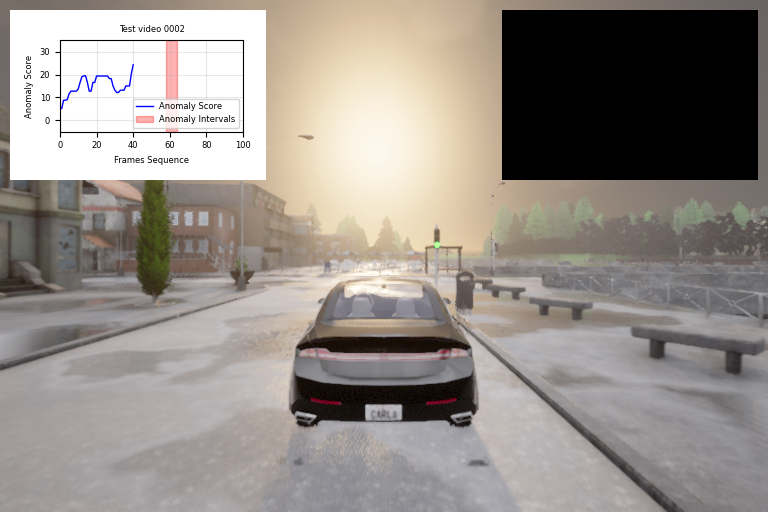 Test video 0002
Anomaly Score
30
20
10
0
Anomaly Score
Anomaly Intervals
0 20 40 60 80 100
Frames Sequence
CARLA